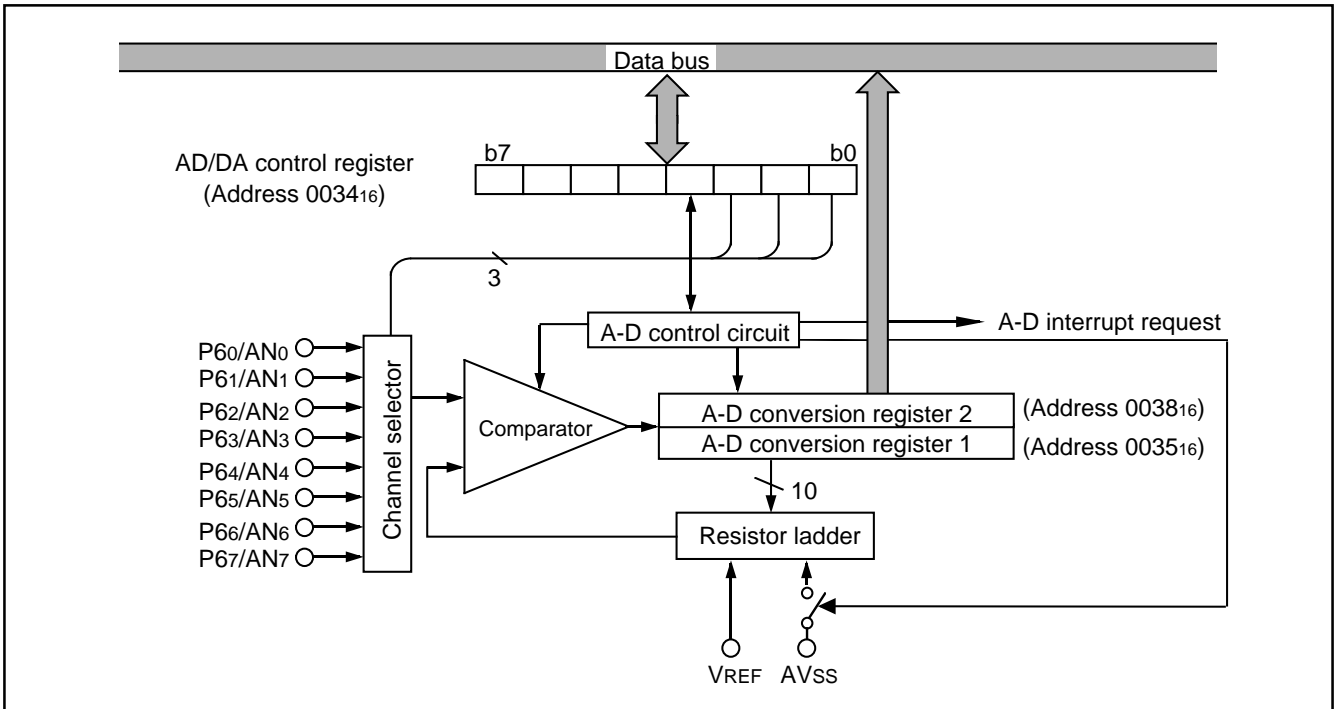 Data bus
b7
b0
AD/DA control register
(Address 003416)
3
A-D control circuit
A-D interrupt request
P60/AN0
P61/AN1
P62/AN2
P63/AN3
P64/AN4
P65/AN5
P66/AN6
P67/AN7
Channel selector
Comparator
A-D conversion register 2
(Address 003816)
A-D conversion register 1
(Address 003516)
10
Resistor ladder
VREF
AVSS